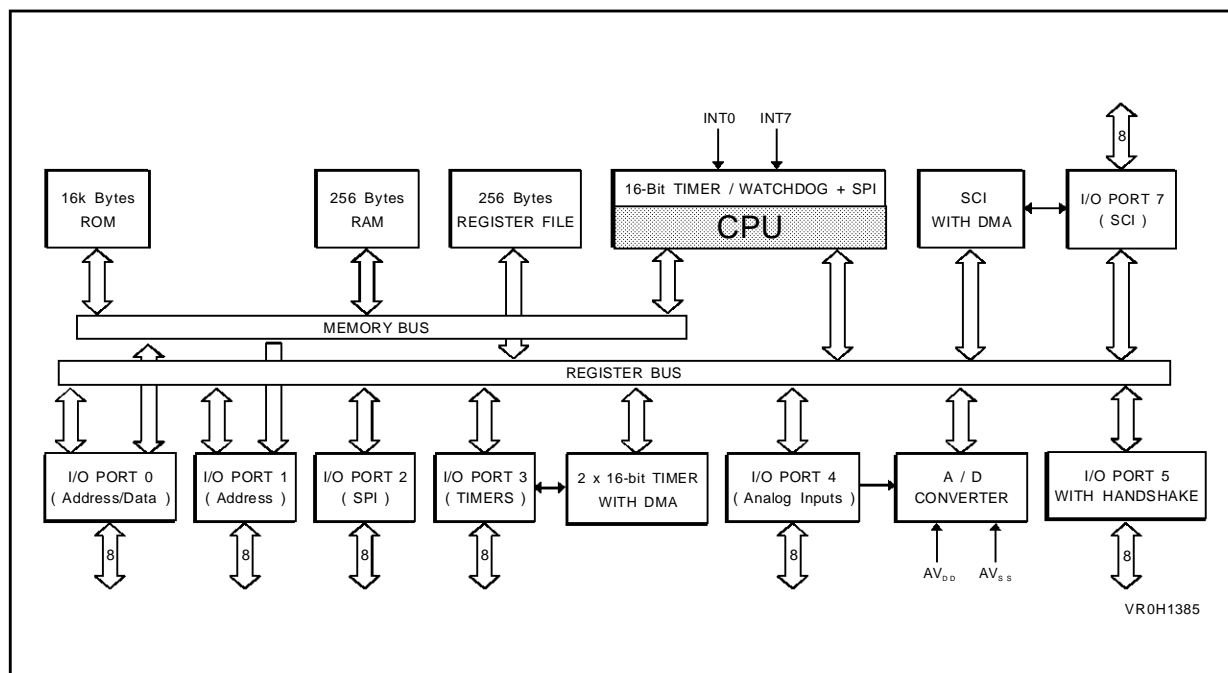 INT0 INT7
8
16k Bytes
ROM
256 Bytes
RAM
256 Bytes
REGISTER FILE
16-Bit TIMER / WATCHDOG + SPI
CPU
SCI
WITH DMA
I/O PORT 7
( SCI )
MEMORY BUS
REGISTER BUS
I/O PORT 0
( Address/Data )
I/O PORT 1
( Address )
I/O PORT 2
( SPI )
I/O PORT 3
( TIMERS )
2 x 16-bit TIMER
WITH DMA
I/O PORT 4
( Analog Inputs )
A / D
CONVERTER
I/O PORT 5
WITH HANDSHAKE
8 8 8 8 8 8
AVDD AVSS
VR0H1385